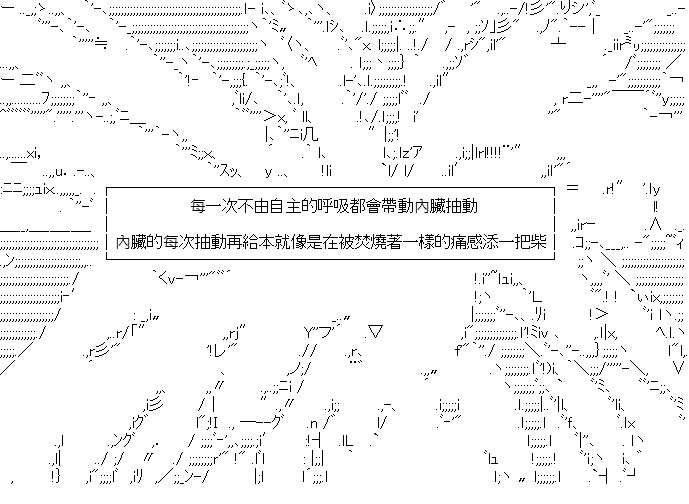 每一次不由自主的呼吸都會帶動內臟抽動
內臟的每次抽動再給本就像是在被焚燒著一樣的痛感添一把柴